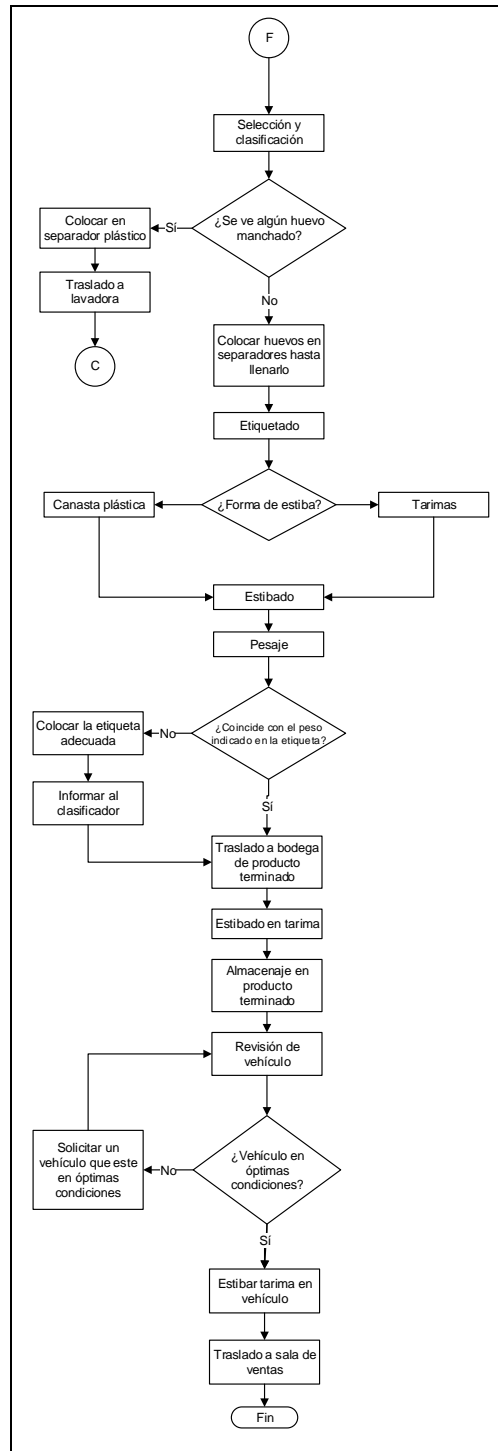 F
Selección y
clasificación
¿Se ve algún huevo
manchado?
Sí
Colocar en
separador plástico
Traslado a
lavadora
C
No
Colocar huevos en
separadores hasta
llenarlo
Etiquetado
¿Forma de estiba?
Canasta plástica
Tarimas
Estibado
Pesaje
¿Coincide con el peso
indicado en la etiqueta?
No
Colocar la etiqueta
adecuada
Informar al
clasificador
Sí
Traslado a bodega
de producto
terminado
Estibado en tarima
Almacenaje en
producto
terminado
Revisión de
vehículo
¿Vehículo en
óptimas
condiciones?
No
Solicitar un
vehículo que este
en óptimas
condiciones
Sí
Estibar tarima en
vehículo
Traslado a sala de
ventas
Fin